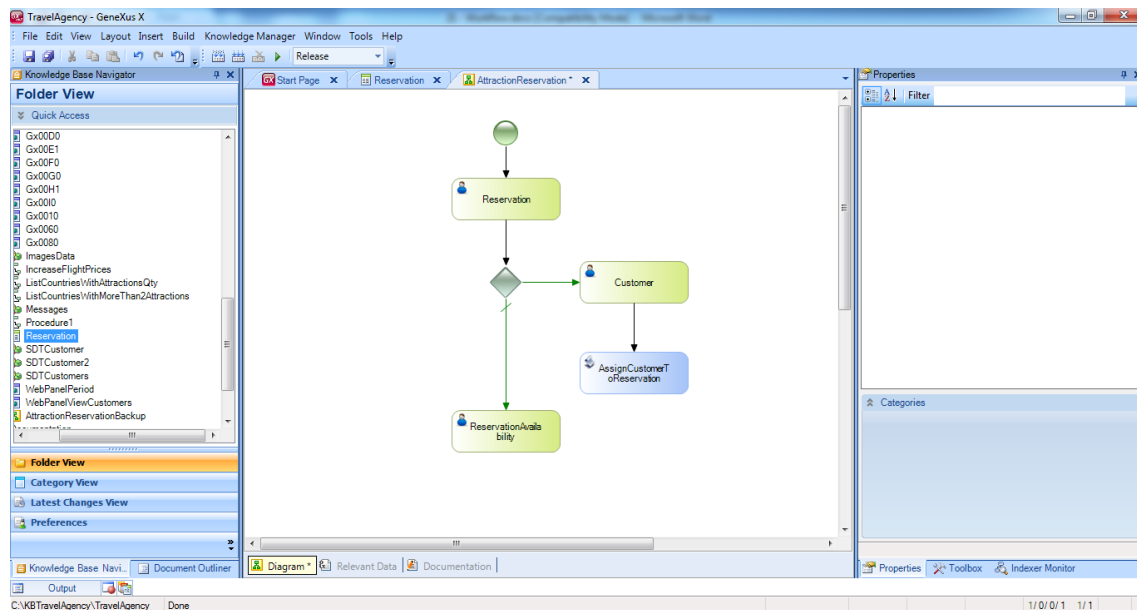 TravelAgency - GeneXus X
File Edit View Layout Insert Build Knowledge Manager Window Tools Help
Release
Knowledge Base Navigator
Folder View
Quick Access
Gx00D0
Gx00E1
Gx00F0
Gx00G0
Gx00H1
Gx00I0
Gx0010
Gx0060
Gx0080
ImagesData
IncreaseFlightPrices
ListCountriesWithAttractionsQty
ListCountriesWithMoreThan2Attractions
Messages
Procedure1
Reservation
SDTCustomer
SDTCustomer2
SDTCustomers
WebPanelPeriod
WebPanelViewCustomers
AttractionReservationBackup
Folder View
Category View
Latest Changes View
Preferences
Knowledge Base Navi...
Document Outliner
Start Page
Reservation
AttractionReservation *
Reservation
Customer
AssignCustomerT
oReservation
ReservationAvaila
bility
Diagram *
Relevant Data
Documentation
Properties
Filter
Categories
Properties
Toolbox
Indexer Monitor
Output
C:\KBTravelAgency\TravelAgency Done
1/0/0/1 1/1